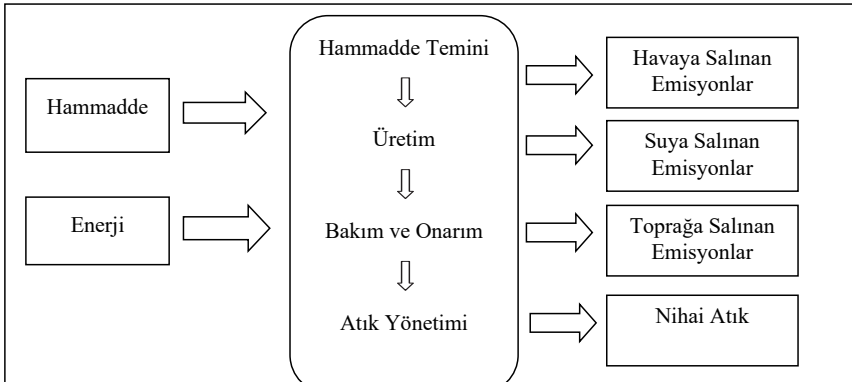 Hammadde
Enerji
Hammadde Temini
Üretim
Bakım ve Onarım
Atık Yönetimi
Havaya Salınan
Emisyonlar
Suya Salınan
Emisyonlar
Toprağa Salınan
Emisyonlar
Nihai Atık